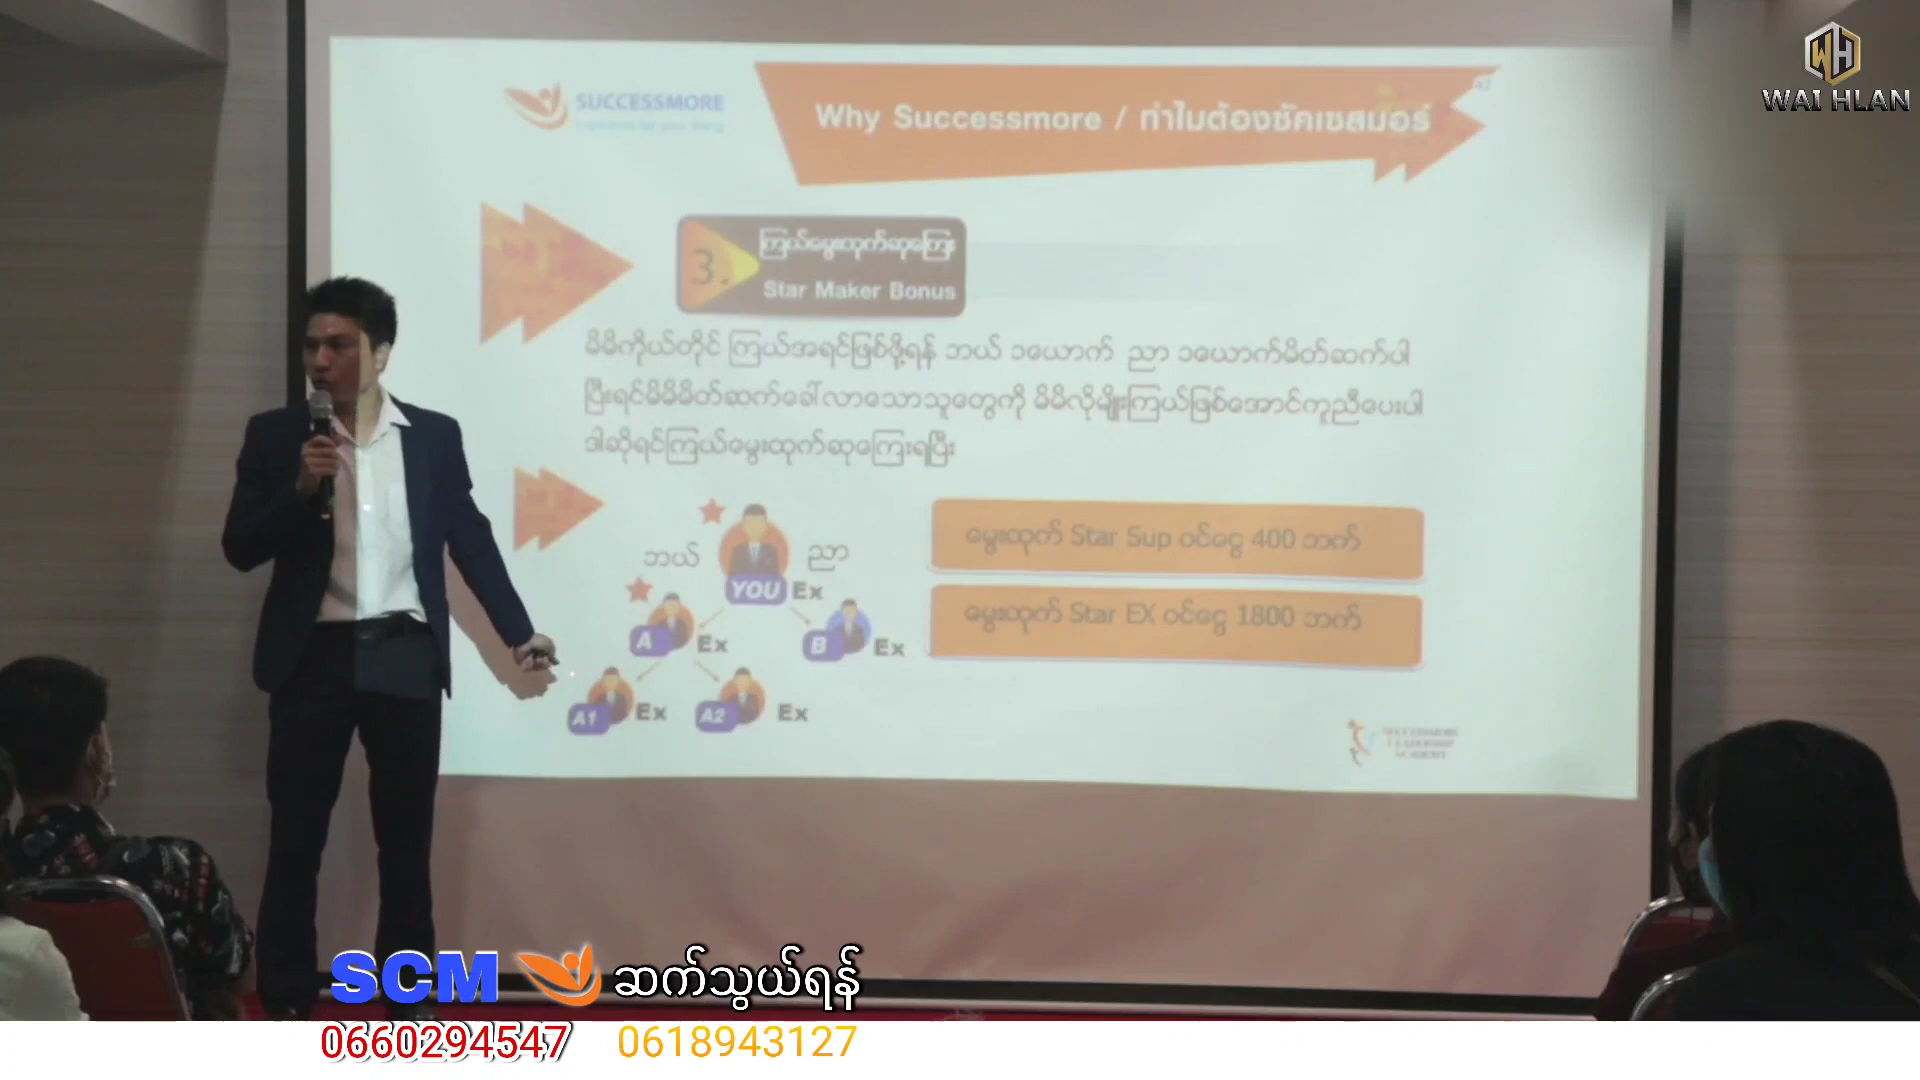 WH
WAI HLAN
SUCCESSMORE
Why Successmore / ทำไมต้องซัคเซสมอร์
3.
ကြယ်မွေးထုတ်ဆုကြေး
Star Maker Bonus
မိမိကိုယ်တိုင် ကြယ်အရင်ဖြစ်ဖို့ရန် ဘယ် ၁ယောက် ညာ ၁ယောက်မိတ်ဆက်ပါ
ပြီးရင်မိမိမိတ်ဆက်ခေါ်လာသောသူတွေကို မိမိလိုမျိုးကြယ်ဖြစ်အောင်ကူညီပေးပါ
ဒါဆိုရင်ကြယ်မွေးထုတ်ဆုကြေးရပြီး
ဘယ် ညာ
YOU Ex
A Ex B Ex
A1 Ex A2 Ex
မွေးထုတ် Star Sup ဝင်ငွေ 400 ဘက်
မွေးထုတ် Star EX ဝင်ငွေ 1800 ဘက်
SUCCESSMORE
LEADERSHIP
ACADEMY
SCM ဆက်သွယ်ရန်
0660294547 0618943127